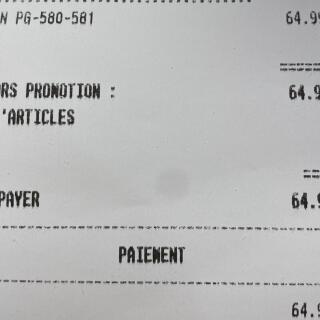 N PG-580-581 64.9
RS PROMOTION : 64.9
'ARTICLES
PAYER 64.9
PAIEMENT
64.9